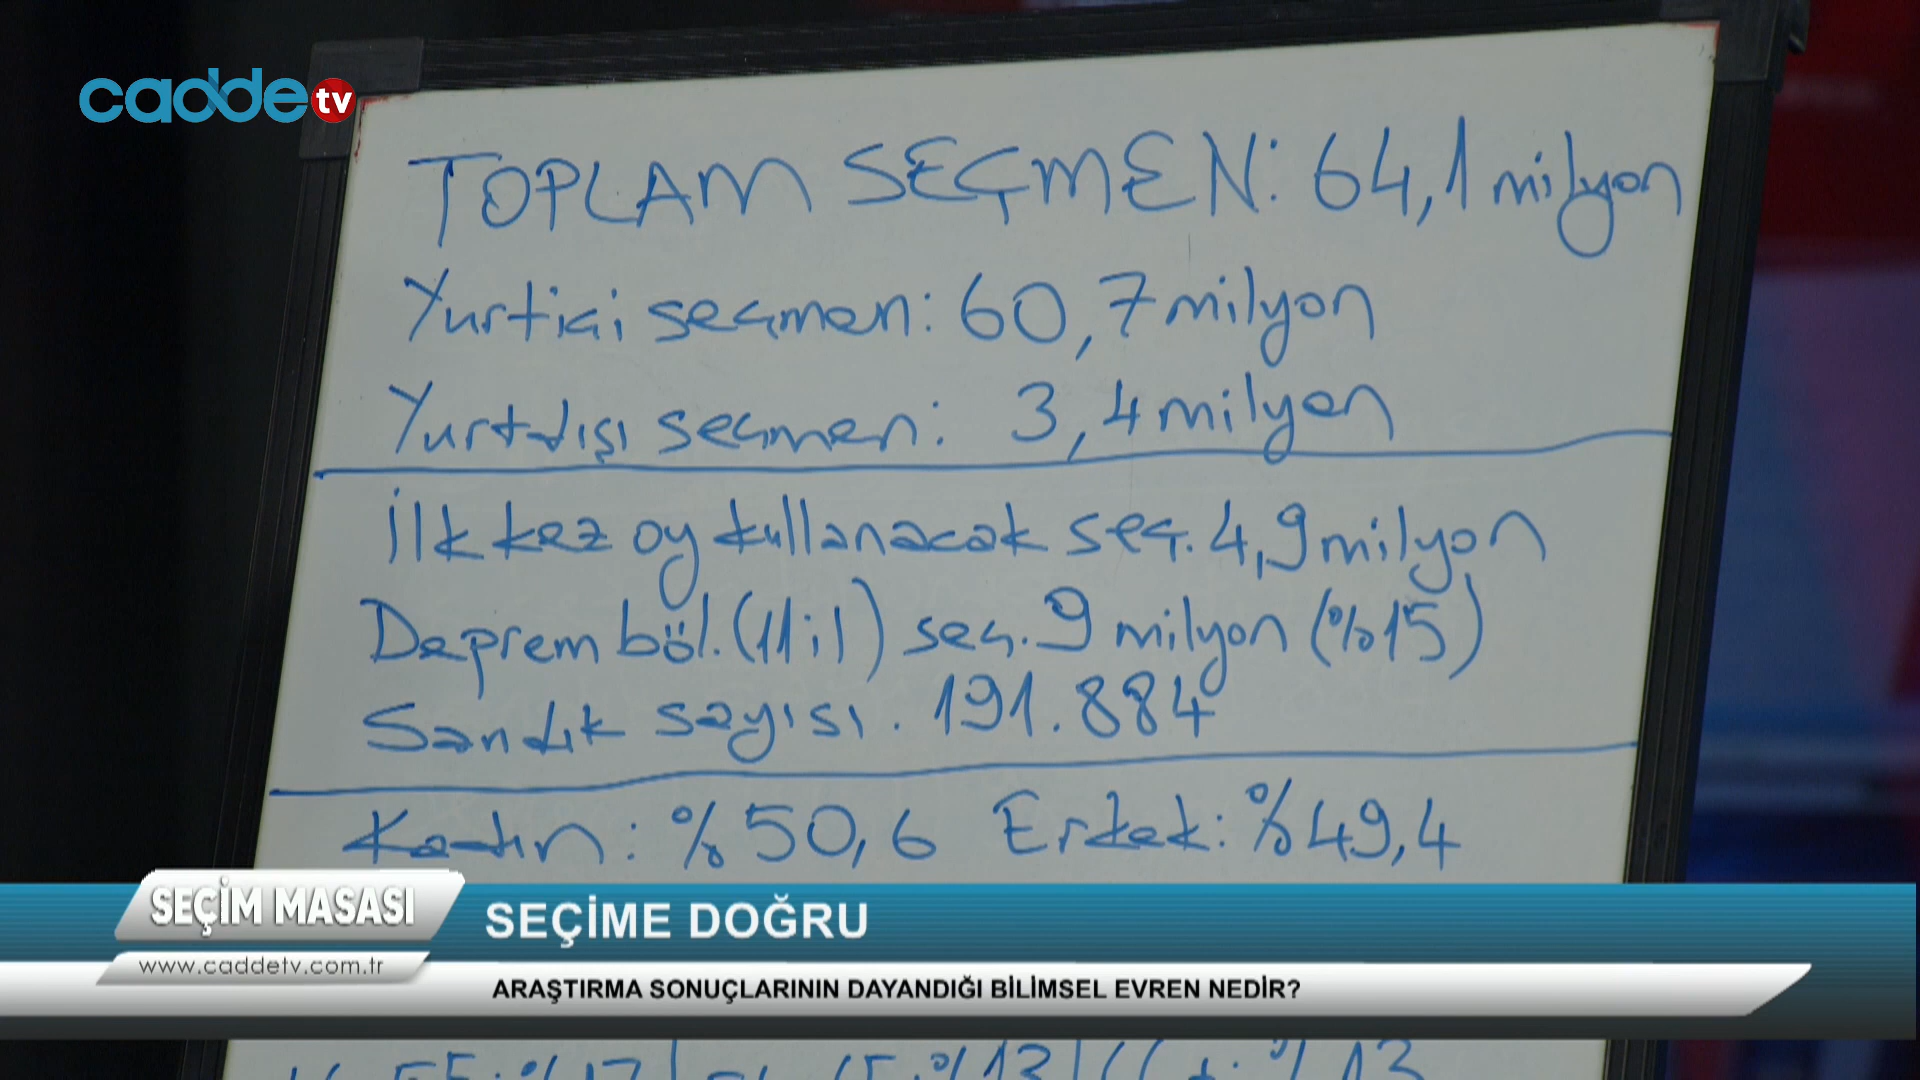 cadde tv
TOPLAM SEÇMEN: 64,1 milyon
Yurtiçi seçmen: 60,7 milyon
Yurtdışı seçmen: 3,4 milyon
İlk kez oy kullanacak seç. 4,9 milyon
Deprem böl. (11 il) seç. 9 milyon (%15)
Sandık sayısı. 191.884
Kadın: %50,6 Erkek: %49,4
SEÇİM MASASI
SEÇİME DOĞRU
www.caddetv.com.tr
ARAŞTIRMA SONUÇLARININ DAYANDIĞI BİLİMSEL EVREN NEDİR?